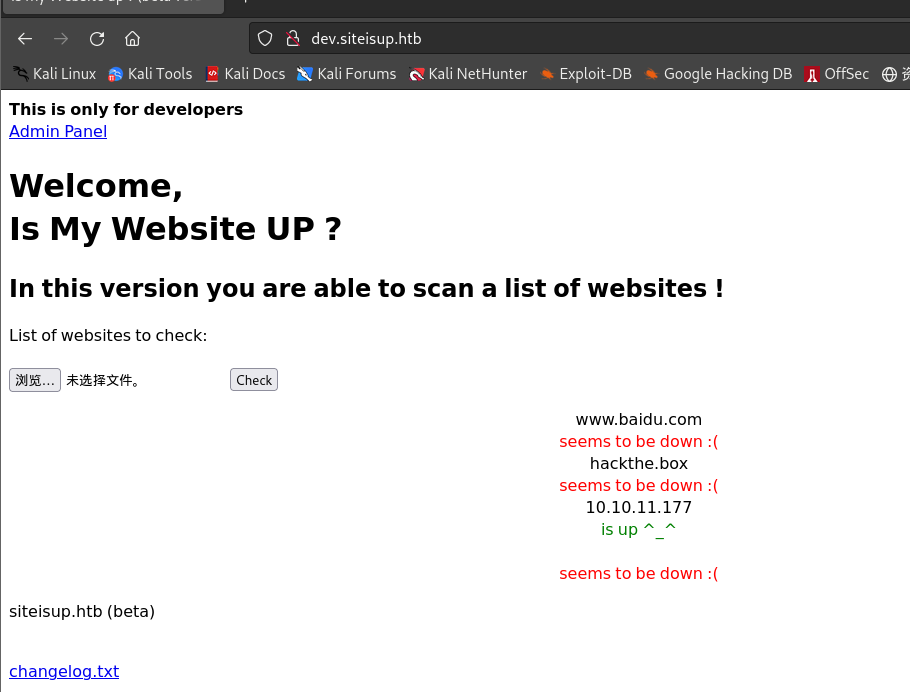 dev.siteisup.htb
Kali Linux Kali Tools Kali Docs Kali Forums Kali NetHunter Exploit-DB Google Hacking DB OffSec
This is only for developers
Admin Panel
Welcome,
Is My Website UP ?
In this version you are able to scan a list of websites !
List of websites to check:
浏览... 未选择文件。 Check
www.baidu.com
seems to be down :(
hackthe.box
seems to be down :(
10.10.11.177
is up ^_^
seems to be down :(
siteisup.htb (beta)
changelog.txt